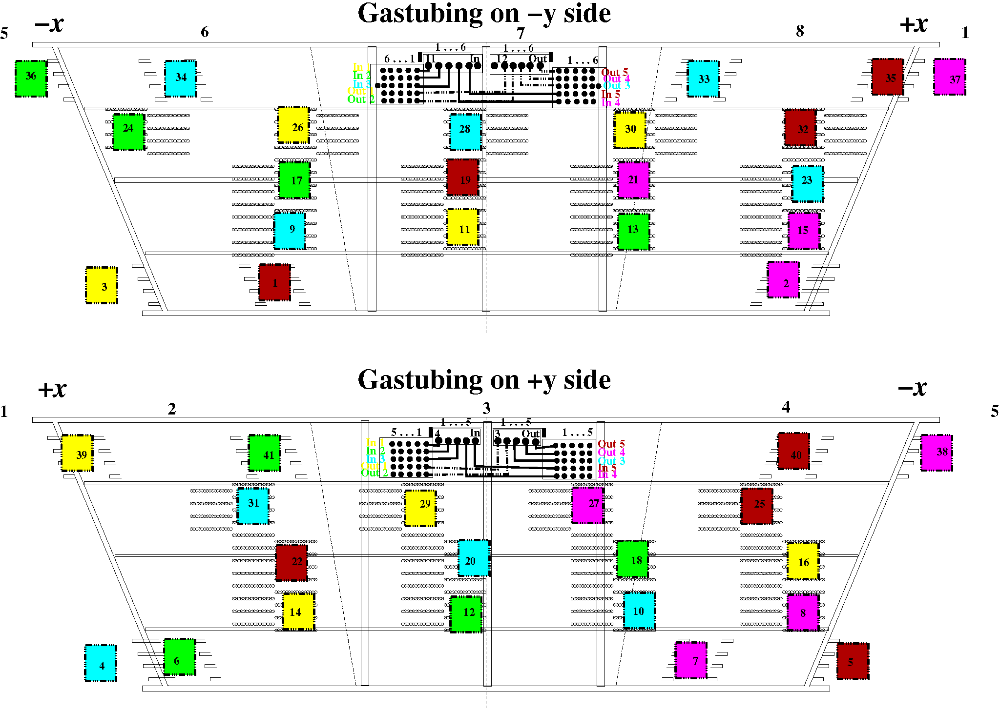 Gastubing on −y side
−x
+x
5
6
7
8
1
1 . . . 6
1 . . . 6
6 . . . 1
11
In
12
Out
1 . . . 6
In 1
In 2
In 3
Out 1
Out 2
Out 5
Out 4
Out 3
In 5
In 4
36
34
33
35
37
24
26
28
30
32
17
19
21
23
9
11
13
15
3
1
2
Gastubing on +y side
+x
−x
1
2
3
4
5
1 . . . 5
1 . . . 5
5 . . . 1
4
In
3
Out
1 . . . 5
In 1
In 2
In 3
Out 1
Out 2
Out 5
Out 4
Out 3
In 5
In 4
39
41
40
38
31
29
27
25
22
20
18
16
14
12
10
8
4
6
7
5